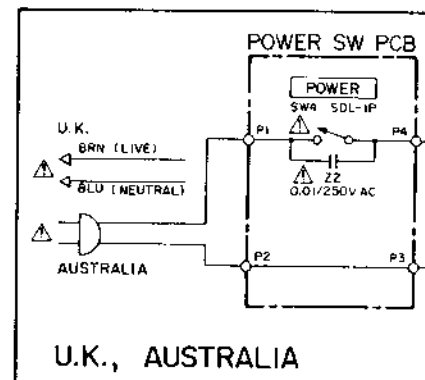 POWER SW PCB
POWER
SW4 SDL-1P
U.K.
BRN (LIVE)
BLU (NEUTRAL)
P1
P4
Z2
0.01/250V AC
AUSTRALIA
P2
P3
U.K., AUSTRALIA